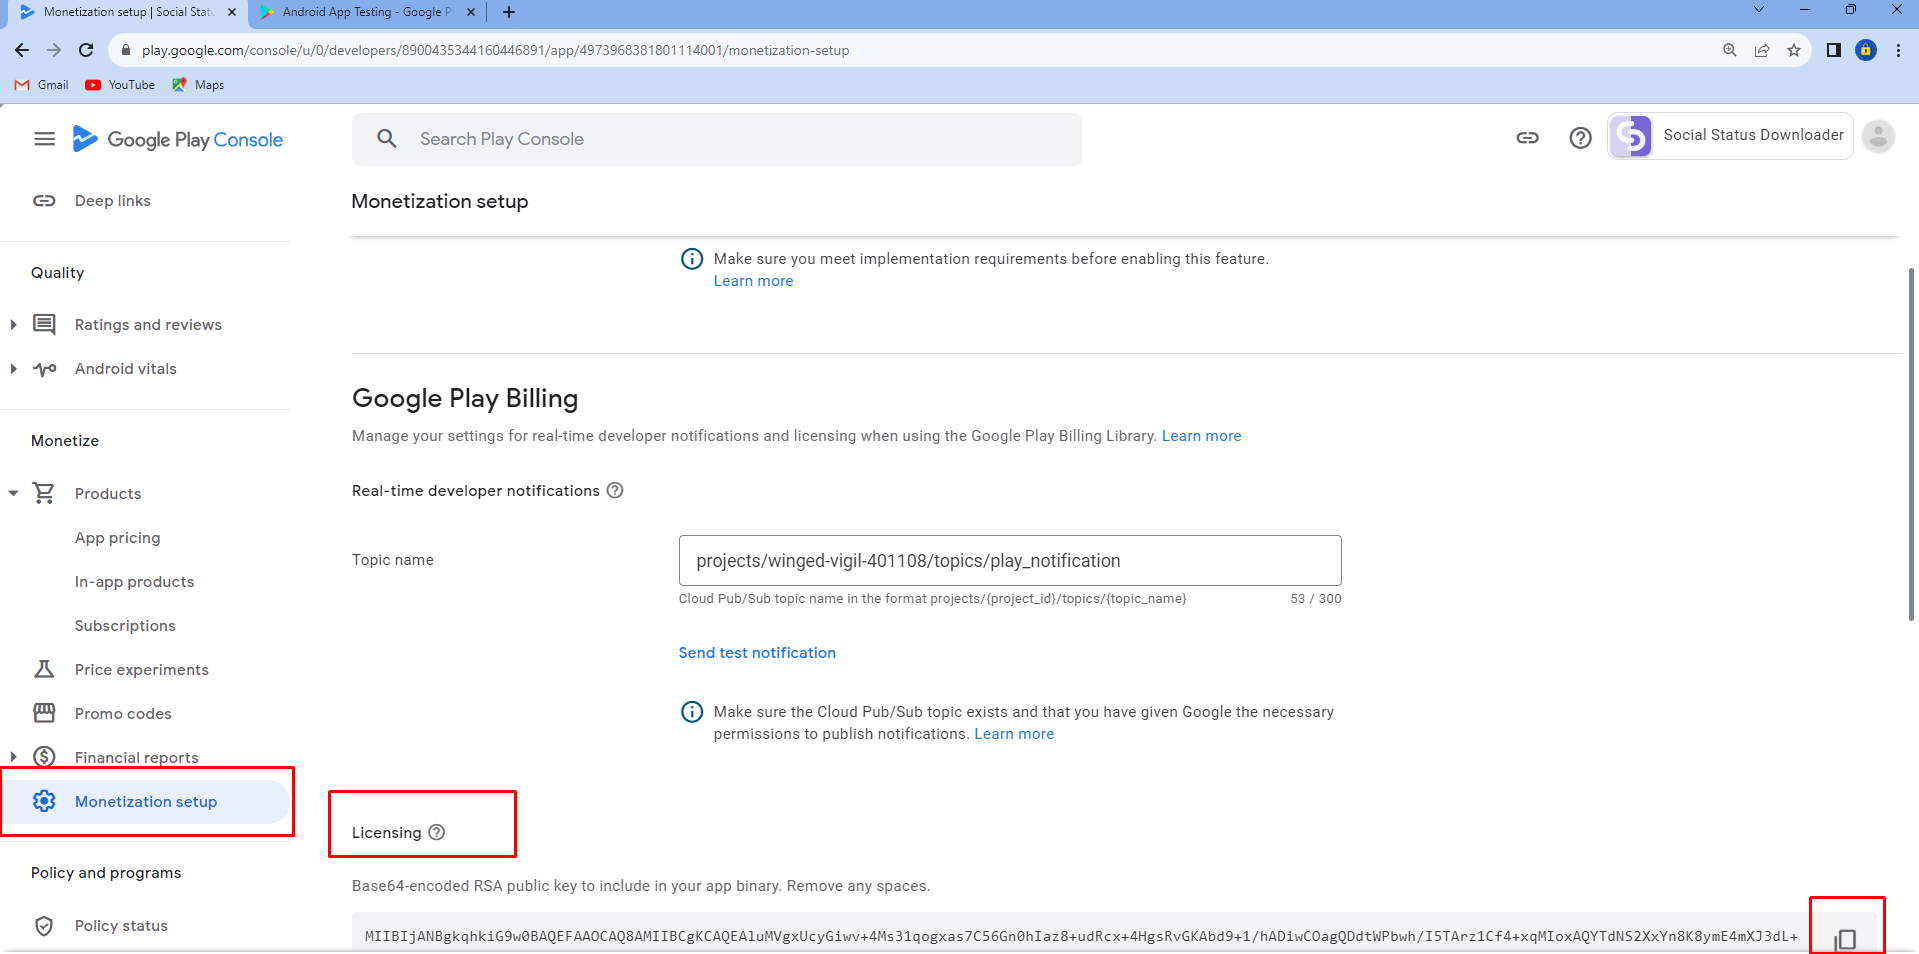 Monetization setup | Social Statu
Android App Testing - Google P
play.google.com/console/u/0/developers/8900435344160446891/app/4973968381801114001/monetization-setup
Gmail
YouTube
Maps
Google Play Console
Search Play Console
Social Status Downloader
Deep links
Monetization setup
Make sure you meet implementation requirements before enabling this feature.
Learn more
Quality
Ratings and reviews
Android vitals
Google Play Billing
Manage your settings for real-time developer notifications and licensing when using the Google Play Billing Library. Learn more
Monetize
Real-time developer notifications
Products
App pricing
Topic name
projects/winged-vigil-401108/topics/play_notification
Cloud Pub/Sub topic name in the format projects/{project_id}/topics/{topic_name}
53 / 300
In-app products
Subscriptions
Send test notification
Price experiments
Promo codes
Make sure the Cloud Pub/Sub topic exists and that you have given Google the necessary
permissions to publish notifications. Learn more
Financial reports
Monetization setup
Licensing
Policy and programs
Base64-encoded RSA public key to include in your app binary. Remove any spaces.
Policy status
MIIBIjANBgkqhkiG9w0BAQEFAAOCAQ8AMIIBCgKCAQEAluMVgxUcyGiwv+4Ms31qogxas7C56Gn0hIaz8+udRcx+4HgsRvGKAbd9+1/hADiwCOagQDdtWPbwh/I5TArz1Cf4+xqMIoxAQYTdNS2XxYn8K8ymE4mXJ3dL+